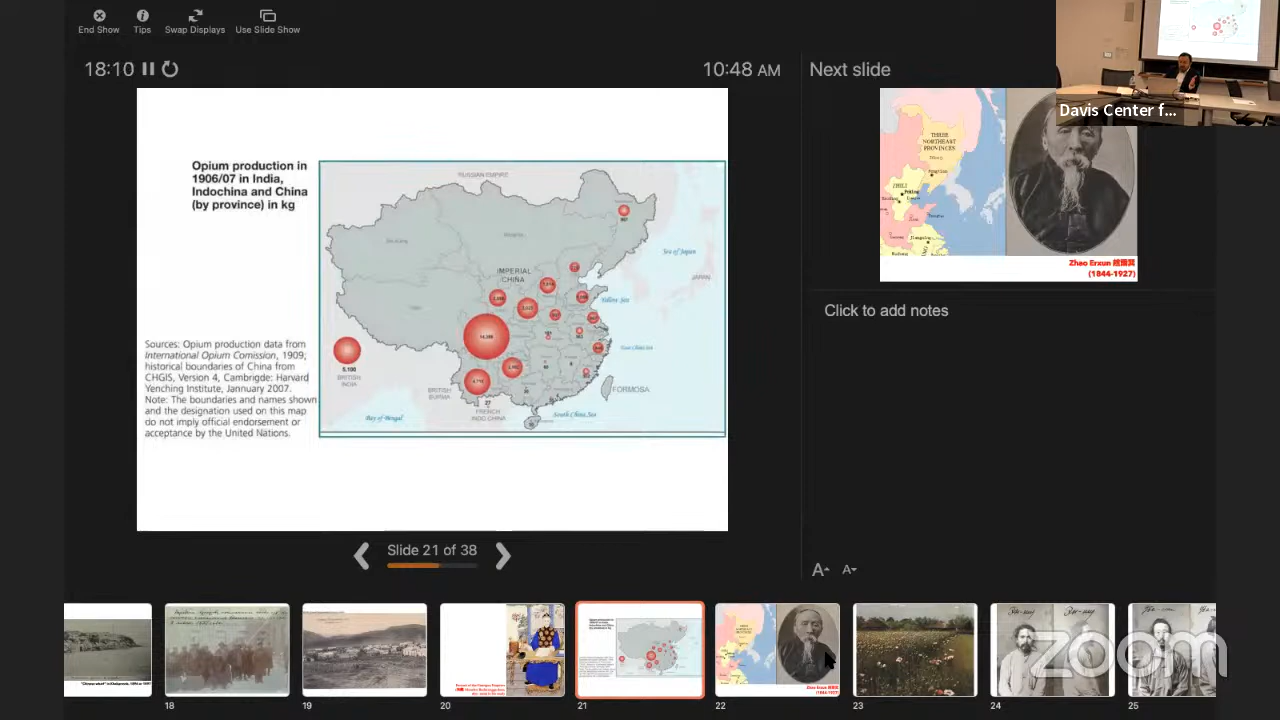 End Show
Tips
Swap Displays
Use Slide Show
18:10
10:48 AM
Next slide
Davis Center f...
Opium production in
1906/07 in India,
Indochina and China
(by province) in kg
RUSSIAN EMPIRE
Sea of Japan
JAPAN
IMPERIAL
CHINA
Yellow Sea
FORMOSA
BRITISH
INDIA
5,100
BRITISH
BURMA
FRENCH
INDO CHINA
27
South China Sea
Bay of Bengal
Sources: Opium production data from
International Opium Comission, 1909;
historical boundaries of China from
CHGIS, Version 4, Cambrigde: Harvard
Yenching Institute, Jannuary 2007.
Note: The boundaries and names shown
and the designation used on this map
do not imply official endorsement or
acceptance by the United Nations.
THREE
NORTHEAST
PROVINCES
CHILI
Peking
Zhao Erxun 趙爾巽
(1844-1927)
Click to add notes
Slide 21 of 38
A
A
18
19
20
21
22
23
24
25
zoom